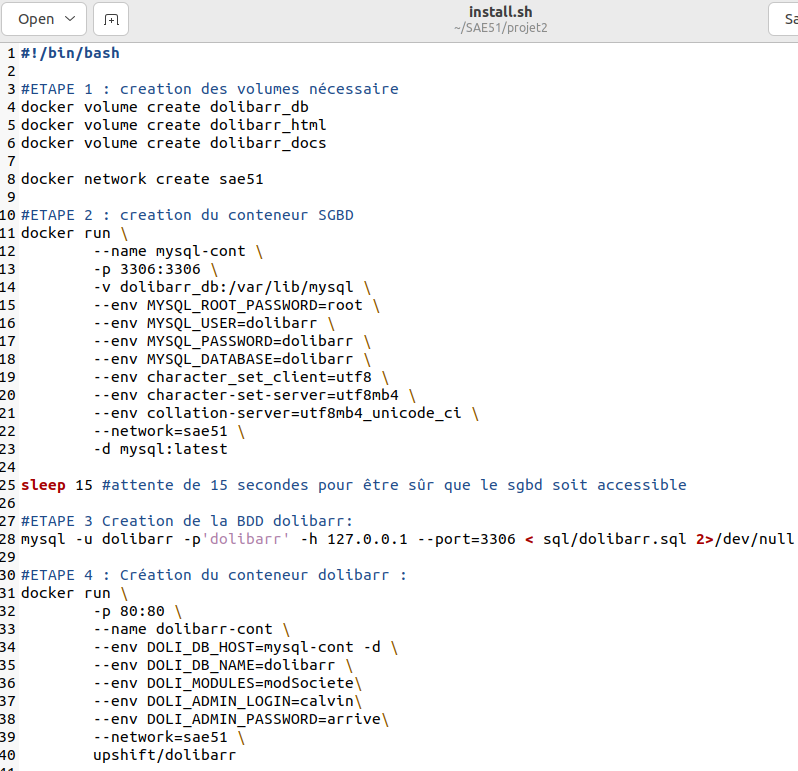 Open
install.sh
~/SAE51/projet2
Sa
1 #!/bin/bash
2
3 #ETAPE 1 : creation des volumes nécessaire
4 docker volume create dolibarr_db
5 docker volume create dolibarr_html
6 docker volume create dolibarr_docs
7
8 docker network create sae51
9
10 #ETAPE 2 : creation du conteneur SGBD
11 docker run \
12         --name mysql-cont \
13         -p 3306:3306 \
14         -v dolibarr_db:/var/lib/mysql \
15         --env MYSQL_ROOT_PASSWORD=root \
16         --env MYSQL_USER=dolibarr \
17         --env MYSQL_PASSWORD=dolibarr \
18         --env MYSQL_DATABASE=dolibarr \
19         --env character_set_client=utf8 \
20         --env character-set-server=utf8mb4 \
21         --env collation-server=utf8mb4_unicode_ci \
22         --network=sae51 \
23         -d mysql:latest
24
25 sleep 15 #attente de 15 secondes pour être sûr que le sgbd soit accessible
26
27 #ETAPE 3 Creation de la BDD dolibarr:
28 mysql -u dolibarr -p'dolibarr' -h 127.0.0.1 --port=3306 < sql/dolibarr.sql 2>/dev/null
29
30 #ETAPE 4 : Création du conteneur dolibarr :
31 docker run \
32         -p 80:80 \
33         --name dolibarr-cont \
34         --env DOLI_DB_HOST=mysql-cont -d \
35         --env DOLI_DB_NAME=dolibarr \
36         --env DOLI_MODULES=modSociete\
37         --env DOLI_ADMIN_LOGIN=calvin\
38         --env DOLI_ADMIN_PASSWORD=arrive\
39         --network=sae51 \
40         upshift/dolibarr